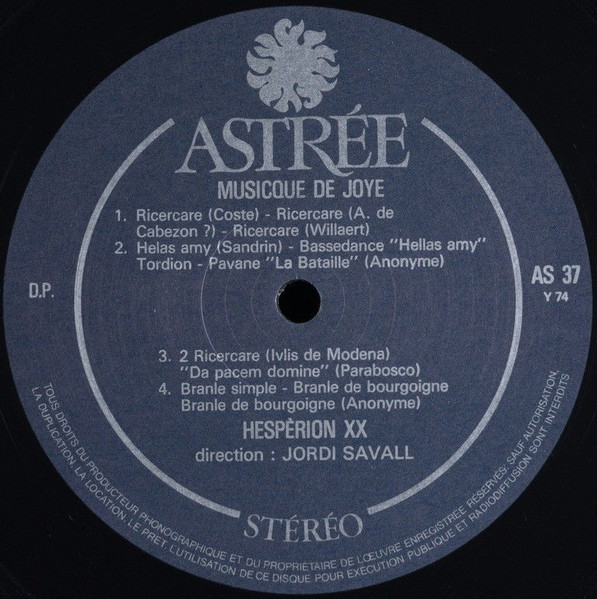 ASTRÉE
MUSICQUE DE JOYE
1. Ricercare (Coste) - Ricercare (A. de
Cabezon ?) - Ricercare (Willaert)
2. Helas amy (Sandrin) - Bassedance "Hellas amy"
Tordion - Pavane "La Bataille" (Anonyme)
D.P.
AS 37
Y 74
3. 2 Ricercare (Ivlis de Modena)
"Da pacem domine" (Parabosco)
4. Branle simple - Branle de bourgoigne
Branle de bourgoigne (Anonyme)
HESPÈRION XX
direction : JORDI SAVALL
STÉRÉO
TOUS DROITS DU PRODUCTEUR PHONOGRAPHIQUE ET DU PROPRIÉTAIRE DE L'ŒUVRE ENREGISTRÉE RÉSERVÉS. SAUF AUTORISATION,
LA DUPLICATION, LA LOCATION, LE PRET, L'UTILISATION DE CE DISQUE POUR EXÉCUTION PUBLIQUE ET RADIODIFFUSION SONT INTERDITS